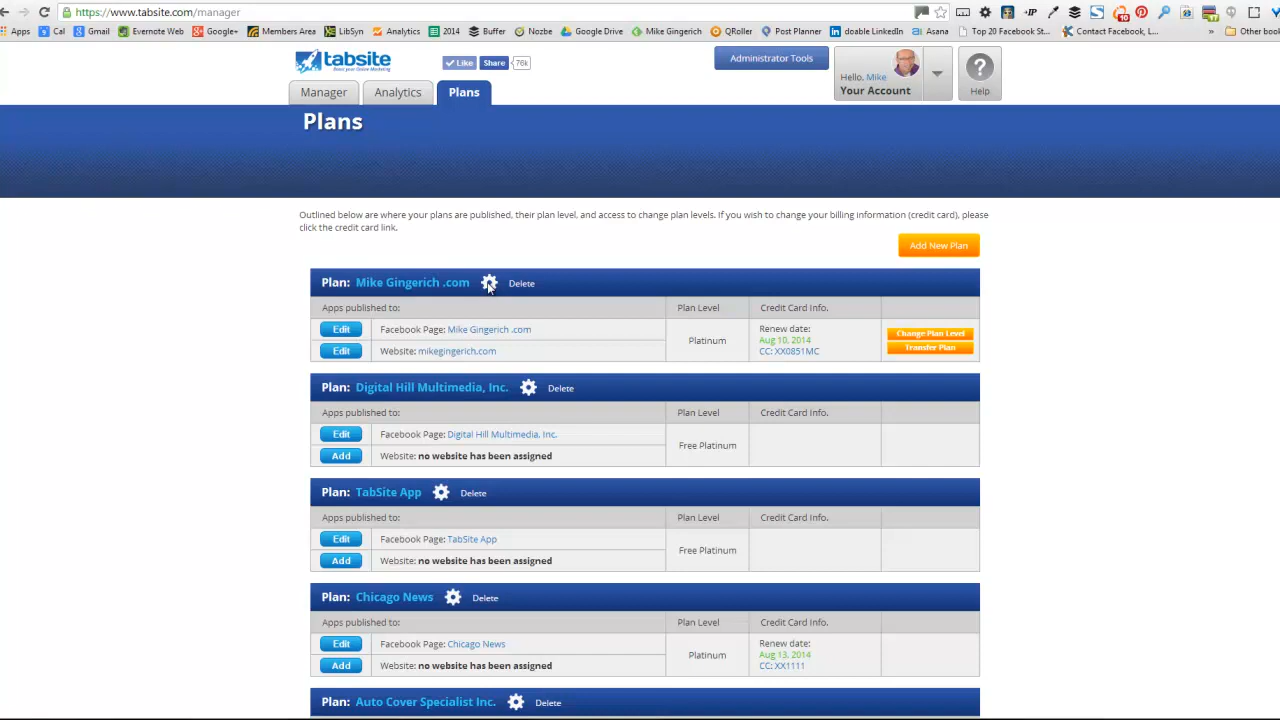 https://www.tabsite.com/manager
Apps Cal Gmail Evernote Web Google+ Members Area LibSyn Analytics 2014 Buffer Nozbe Google Drive Mike Gingerich QRoller Post Planner doable LinkedIn Asana Top 20 Facebook St... Contact Facebook, L... » Other book
tabsite
Like Share 76k
Administrator Tools
Hello, Mike
Your Account
Help
Manager Analytics Plans
Plans
Outlined below are where your plans are published, their plan level, and access to change plan levels. If you wish to change your billing information (credit card), please
click the credit card link.
Add New Plan
Plan: Mike Gingerich .com Delete
Apps published to: Plan Level Credit Card Info.
Edit Facebook Page: Mike Gingerich .com
Edit Website: mikegingerich.com
Platinum
Renew date:
Aug 10, 2014
CC: XX0851MC
Change Plan Level
Transfer Plan
Plan: Digital Hill Multimedia, Inc. Delete
Apps published to: Plan Level Credit Card Info.
Edit Facebook Page: Digital Hill Multimedia, Inc.
Add Website: no website has been assigned
Free Platinum
Plan: TabSite App Delete
Apps published to: Plan Level Credit Card Info.
Edit Facebook Page: TabSite App
Add Website: no website has been assigned
Free Platinum
Plan: Chicago News Delete
Apps published to: Plan Level Credit Card Info.
Edit Facebook Page: Chicago News
Add Website: no website has been assigned
Platinum
Renew date:
Aug 13, 2014
CC: XX1111
Plan: Auto Cover Specialist Inc. Delete